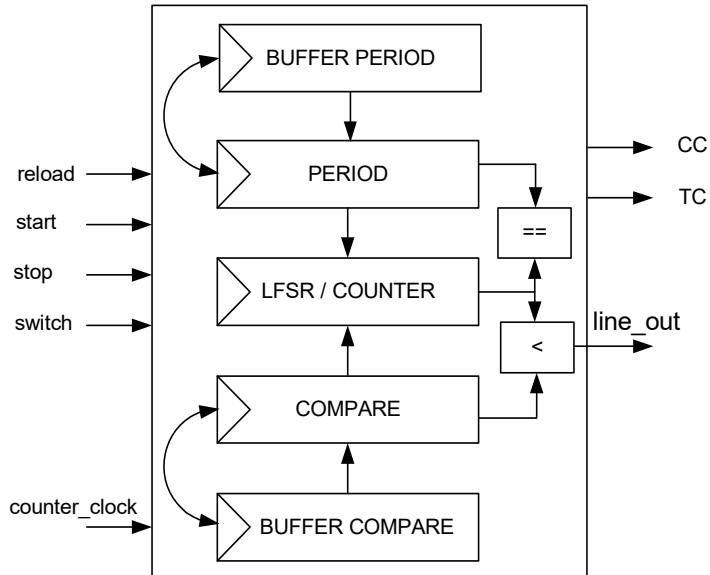 BUFFER PERIOD
reload
PERIOD
CC
start
TC
==
stop
LFSR / COUNTER
switch
line_out
<
COMPARE
counter_clock
BUFFER COMPARE